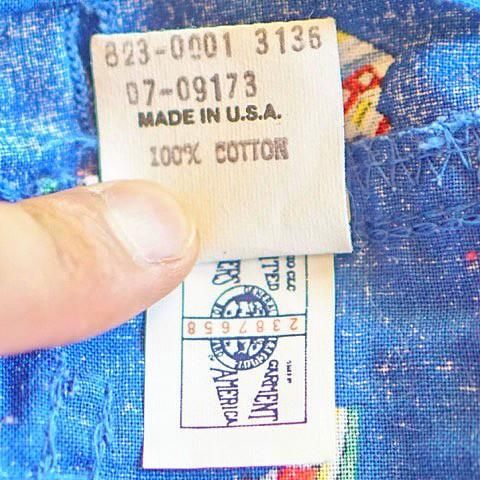 823-0001 3136
07-09173
MADE IN U.S.A.
100% COTTON
GARMENT
AMERICA
2387658